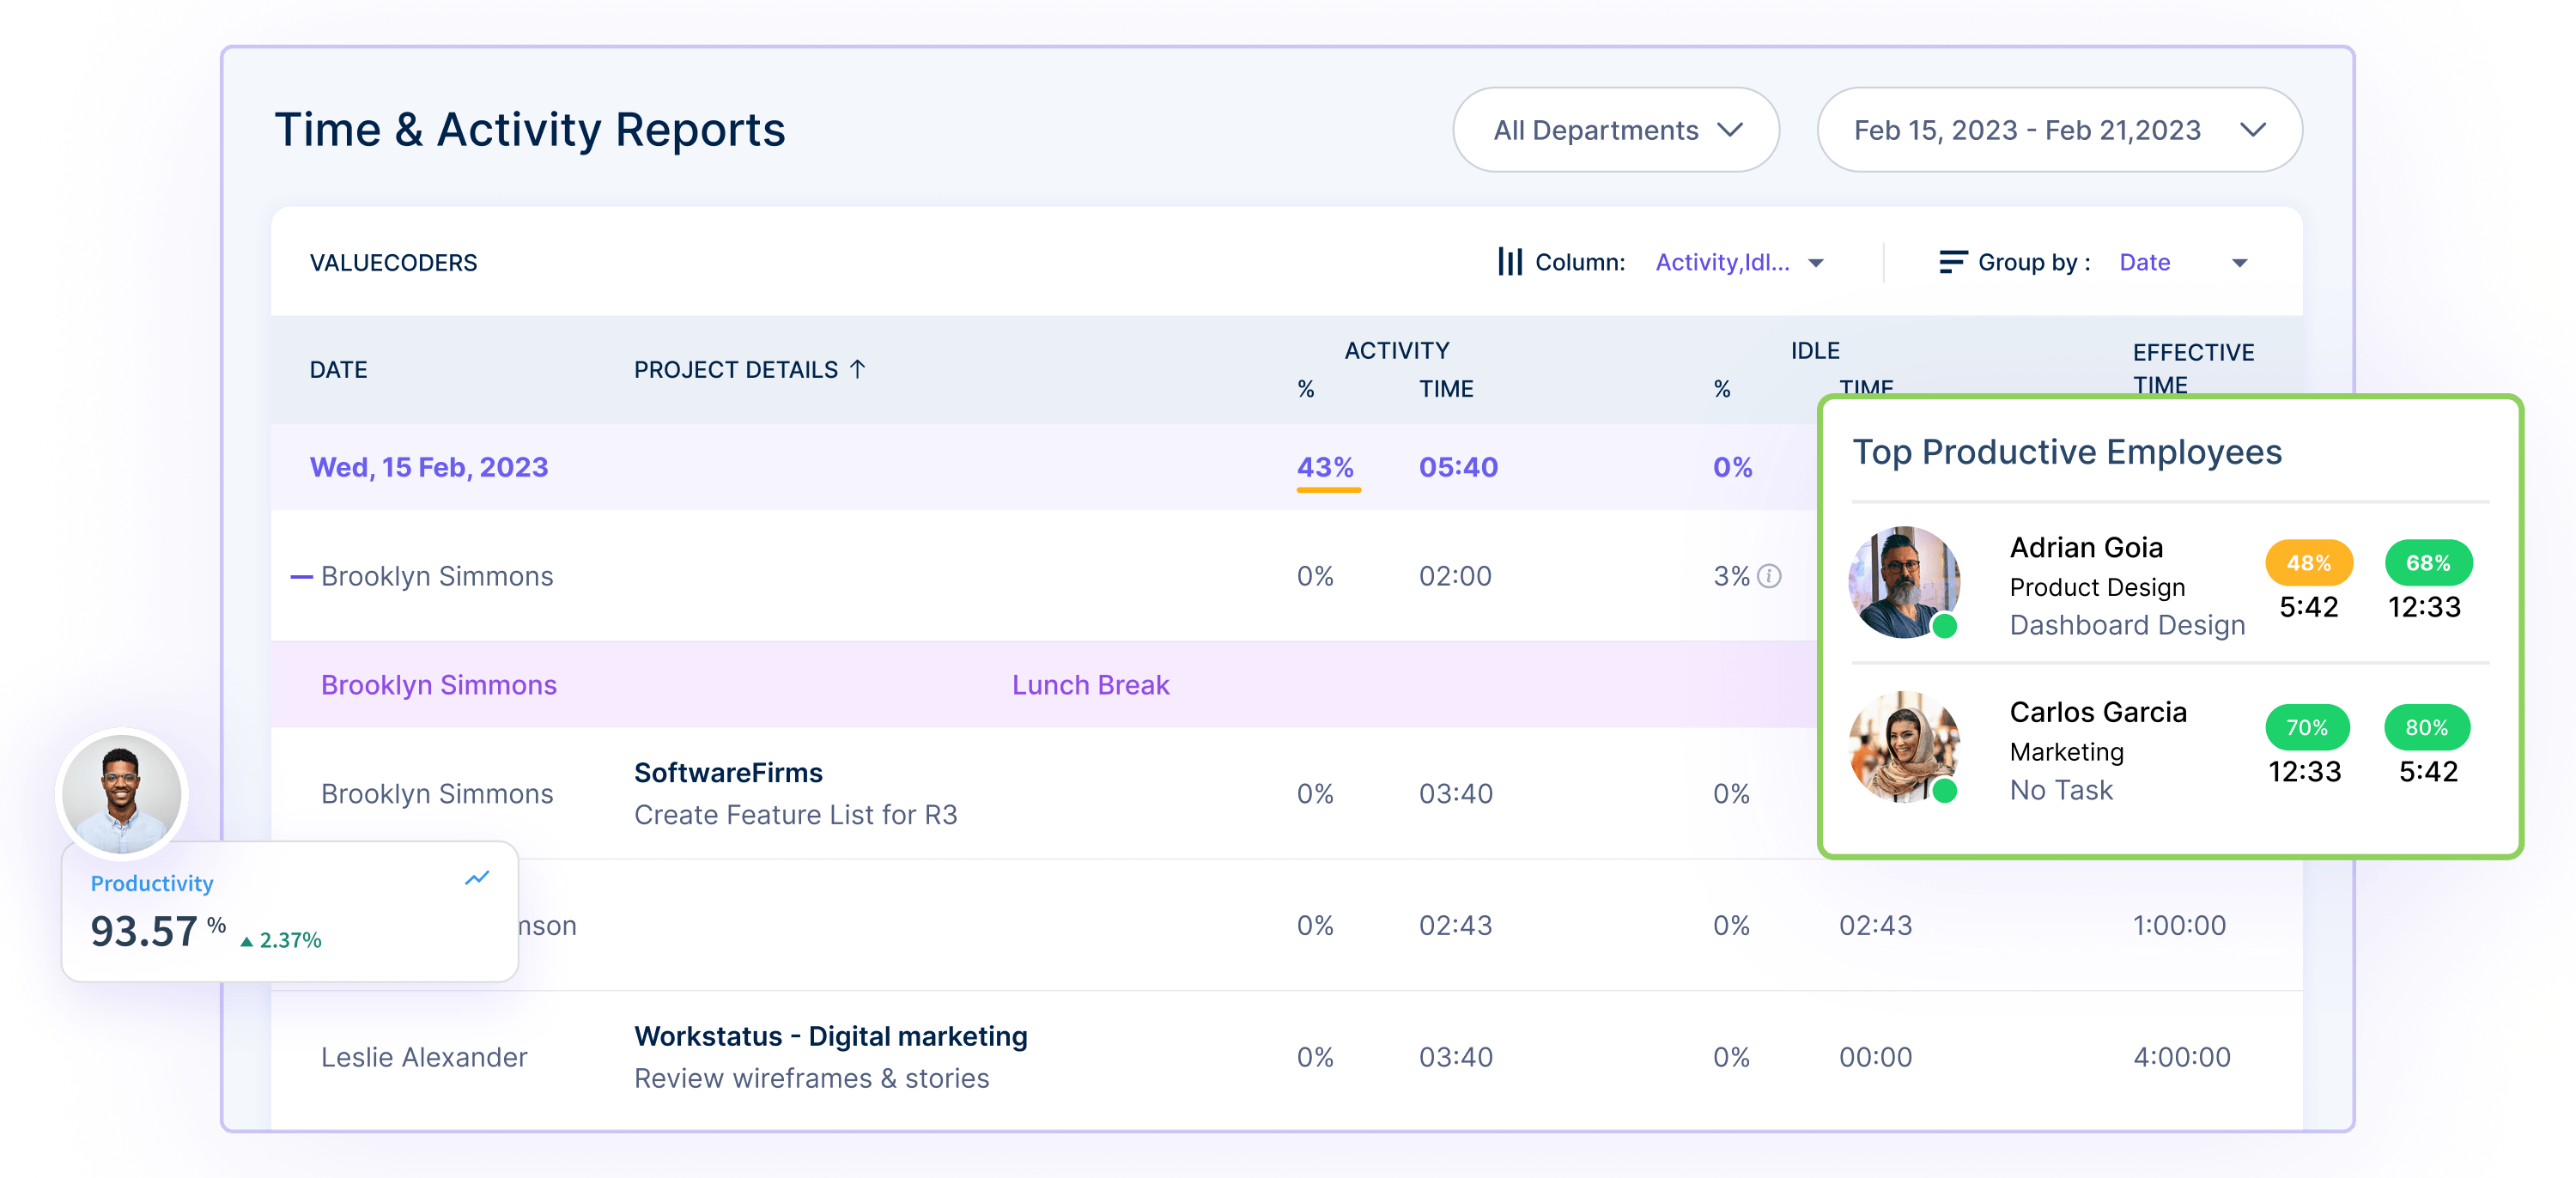 Time & Activity Reports
All Departments
Feb 15, 2023 - Feb 21,2023
VALUECODERS
Column: Activity,Idl...
Group by : Date
DATE
PROJECT DETAILS ↑
ACTIVITY
% TIME
IDLE
% TIME
EFFECTIVE
TIME
Wed, 15 Feb, 2023 43% 05:40 0%
Brooklyn Simmons 0% 02:00 3%
Brooklyn Simmons Lunch Break
Brooklyn Simmons
SoftwareFirms
Create Feature List for R3
0% 03:40 0%
mson 0% 02:43 0% 02:43 1:00:00
Leslie Alexander
Workstatus - Digital marketing
Review wireframes & stories
0% 03:40 0% 00:00 4:00:00
Top Productive Employees
Adrian Goia
Product Design
Dashboard Design
48% 68%
5:42 12:33
Carlos Garcia
Marketing
No Task
70% 80%
12:33 5:42
Productivity
93.57 % ▲ 2.37%